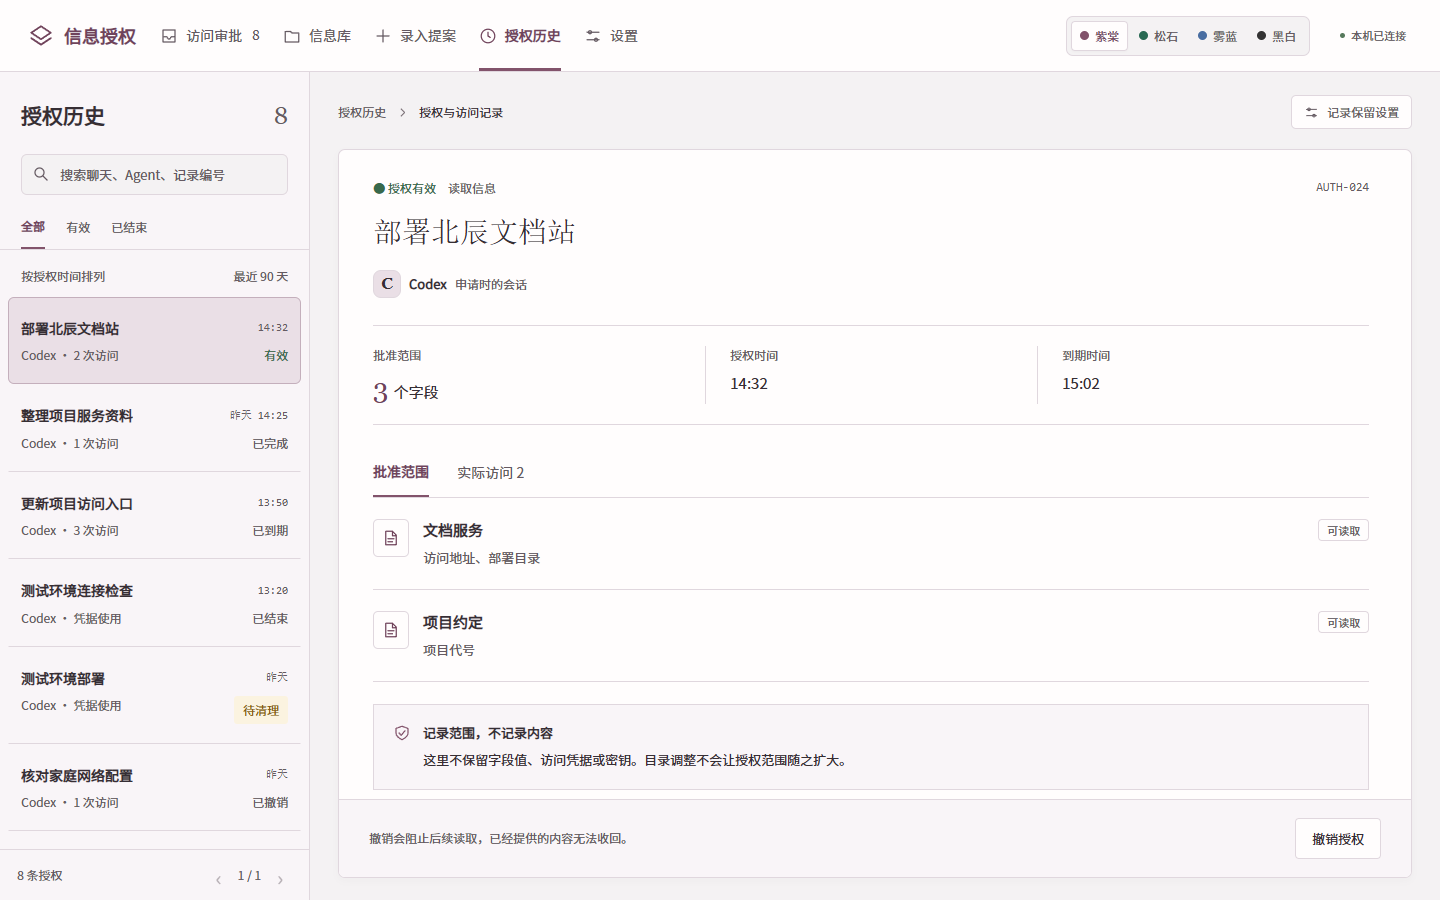 信息授权
访问审批 8
信息库
录入提案
授权历史
设置
紫棠
松石
雾蓝
黑白
本机已连接
授权历史 8
搜索聊天、Agent、记录编号
全部 有效 已结束
按授权时间排列 最近 90 天
部署北辰文档站 14:32
Codex · 2 次访问 有效
整理项目服务资料 昨天 14:25
Codex · 1 次访问 已完成
更新项目访问入口 13:50
Codex · 3 次访问 已到期
测试环境连接检查 13:20
Codex · 凭据使用 已结束
测试环境部署 昨天
Codex · 凭据使用 待清理
核对家庭网络配置 昨天
Codex · 1 次访问 已撤销
8 条授权 ‹ 1 / 1 ›
授权历史 > 授权与访问记录
记录保留设置
授权有效 读取信息 AUTH-024
部署北辰文档站
C Codex 申请时的会话
批准范围 授权时间 到期时间
3 个字段 14:32 15:02
批准范围 实际访问 2
文档服务 可读取
访问地址、部署目录
项目约定 可读取
项目代号
记录范围，不记录内容
这里不保留字段值、访问凭据或密钥。目录调整不会让授权范围随之扩大。
撤销会阻止后续读取，已经提供的内容无法收回。
撤销授权